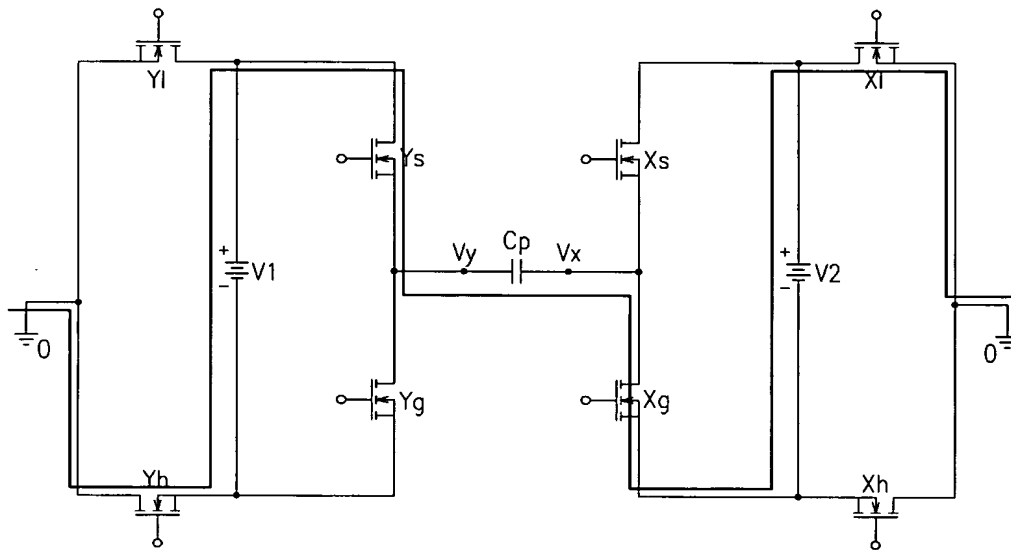 Yl
Xl
Ys
Xs
Cp
Vy
Vx
+
V1
-
+
V2
-
0
0
Yg
Xg
Yh
Xh